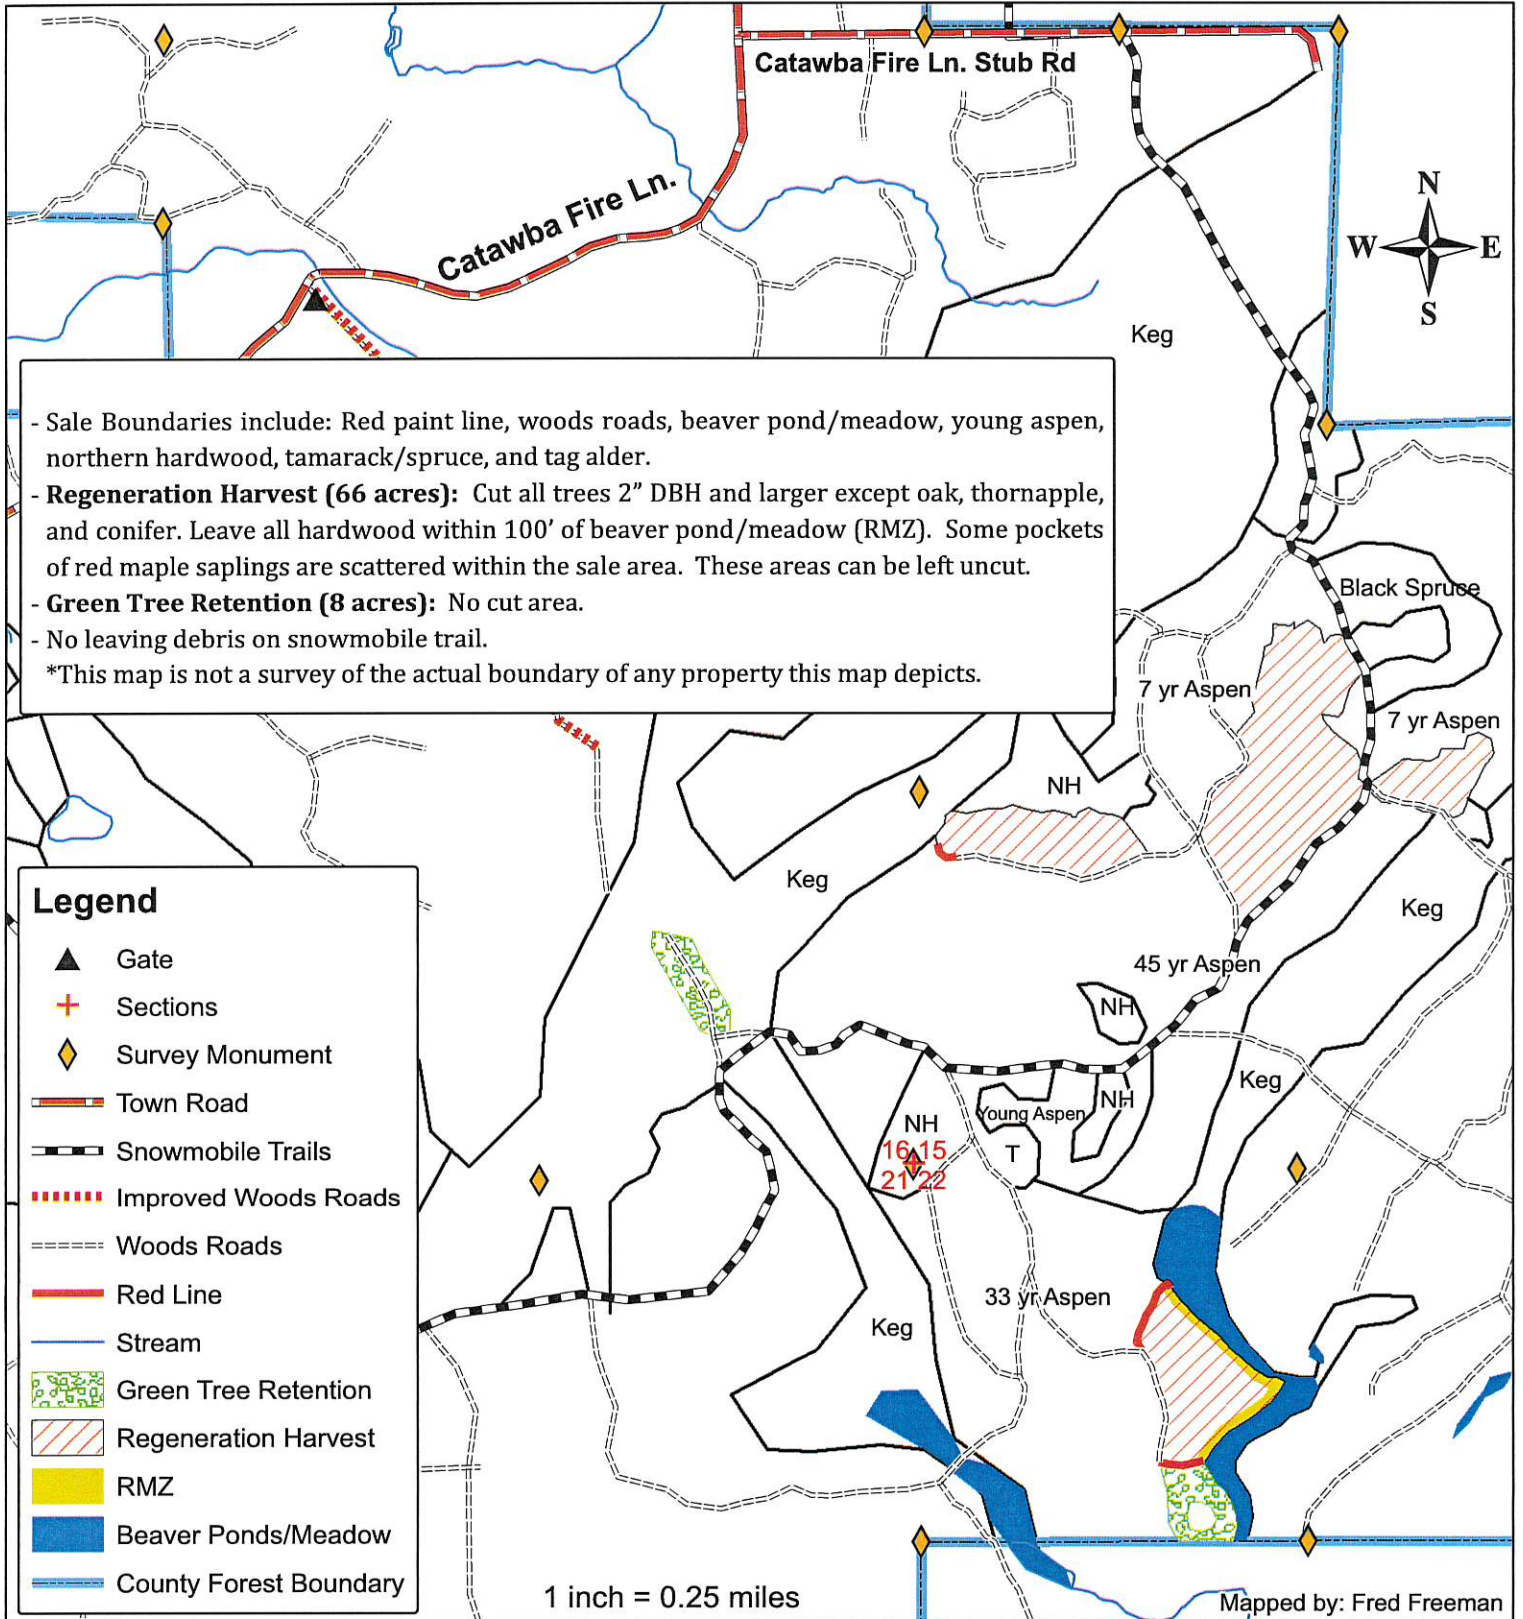 Catawba Fire Ln. Stub Rd
Catawba Fire Ln.
N
W E
S
Keg
- Sale Boundaries include: Red paint line, woods roads, beaver pond/meadow, young aspen,
northern hardwood, tamarack/spruce, and tag alder.
- Regeneration Harvest (66 acres): Cut all trees 2” DBH and larger except oak, thornapple,
and conifer. Leave all hardwood within 100’ of beaver pond/meadow (RMZ). Some pockets
of red maple saplings are scattered within the sale area. These areas can be left uncut.
- Green Tree Retention (8 acres): No cut area.
- No leaving debris on snowmobile trail.
*This map is not a survey of the actual boundary of any property this map depicts.
Black Spruce
7 yr Aspen
7 yr Aspen
NH
Keg
Keg
45 yr Aspen
NH
Keg
NH
Young Aspen
NH
T
16 15
21 22
33 yr Aspen
Keg
Legend
Gate
Sections
Survey Monument
Town Road
Snowmobile Trails
Improved Woods Roads
Woods Roads
Red Line
Stream
Green Tree Retention
Regeneration Harvest
RMZ
Beaver Ponds/Meadow
County Forest Boundary
1 inch = 0.25 miles
Mapped by: Fred Freeman